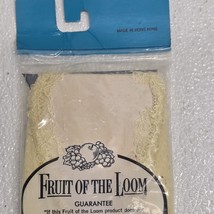 FRUIT OF THE LOOM
GUARANTEE
"If this Fruit of the Loom product does